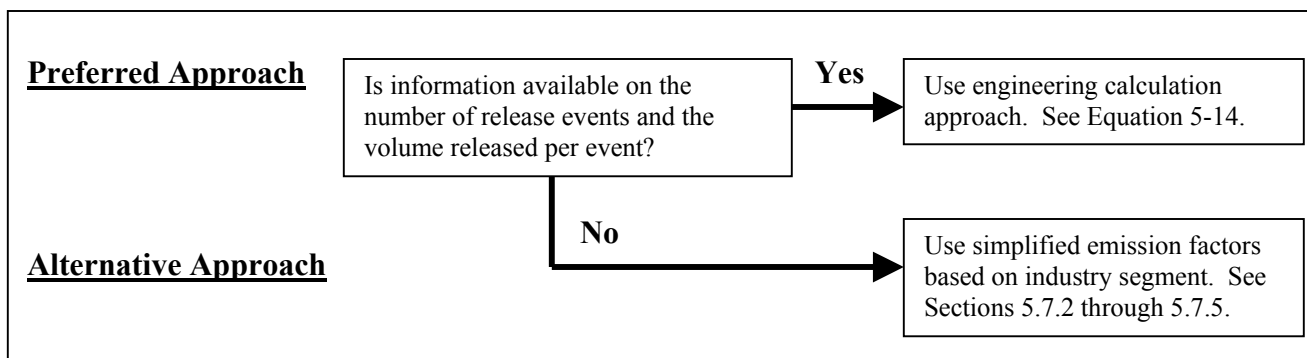 Preferred Approach
Is information available on the
number of release events and the
volume released per event?
Yes
Use engineering calculation
approach. See Equation 5-14.
No
Alternative Approach
Use simplified emission factors
based on industry segment. See
Sections 5.7.2 through 5.7.5.